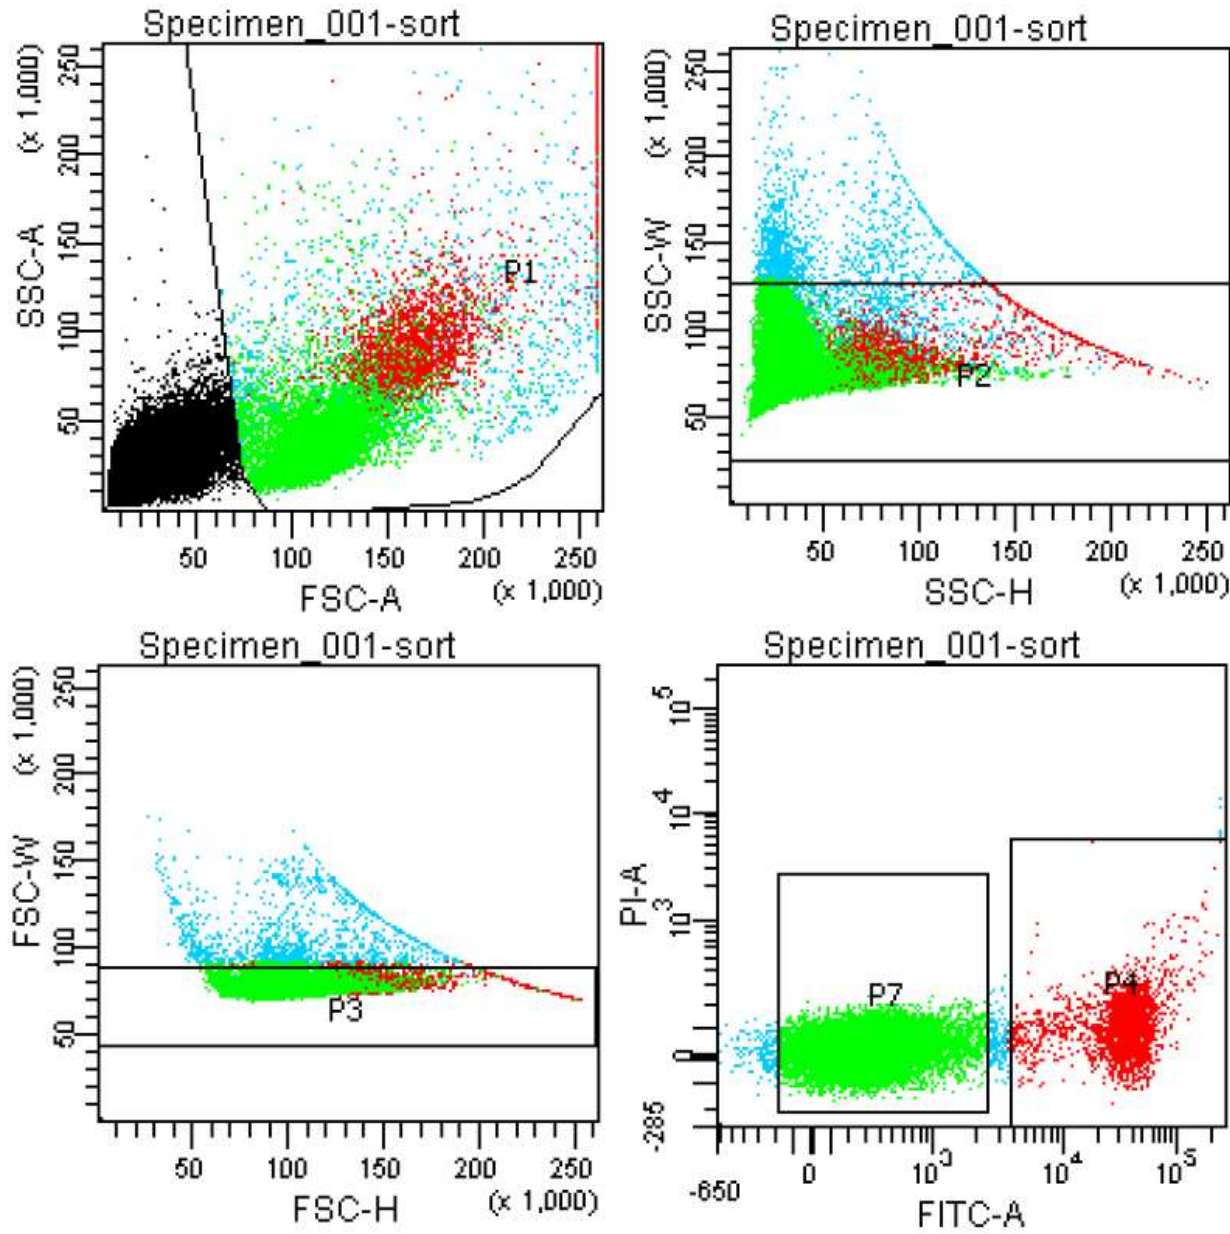 Specimen_001-sort
SSC-A (x 1,000)
250
200
150
100
50
P1
50 100 150 200 250
FSC-A (x 1,000)
Specimen_001-sort
SSC-W (x 1,000)
250
200
150
100
50
P2
50 100 150 200 250
SSC-H (x 1,000)
Specimen_001-sort
FSC-W (x 1,000)
250
200
150
100
50
P3
50 100 150 200 250
FSC-H (x 1,000)
Specimen_001-sort
PI-A
10^5
10^4
10^3
0
-285
P7
P4
-650 0 10^3 10^4 10^5
FITC-A